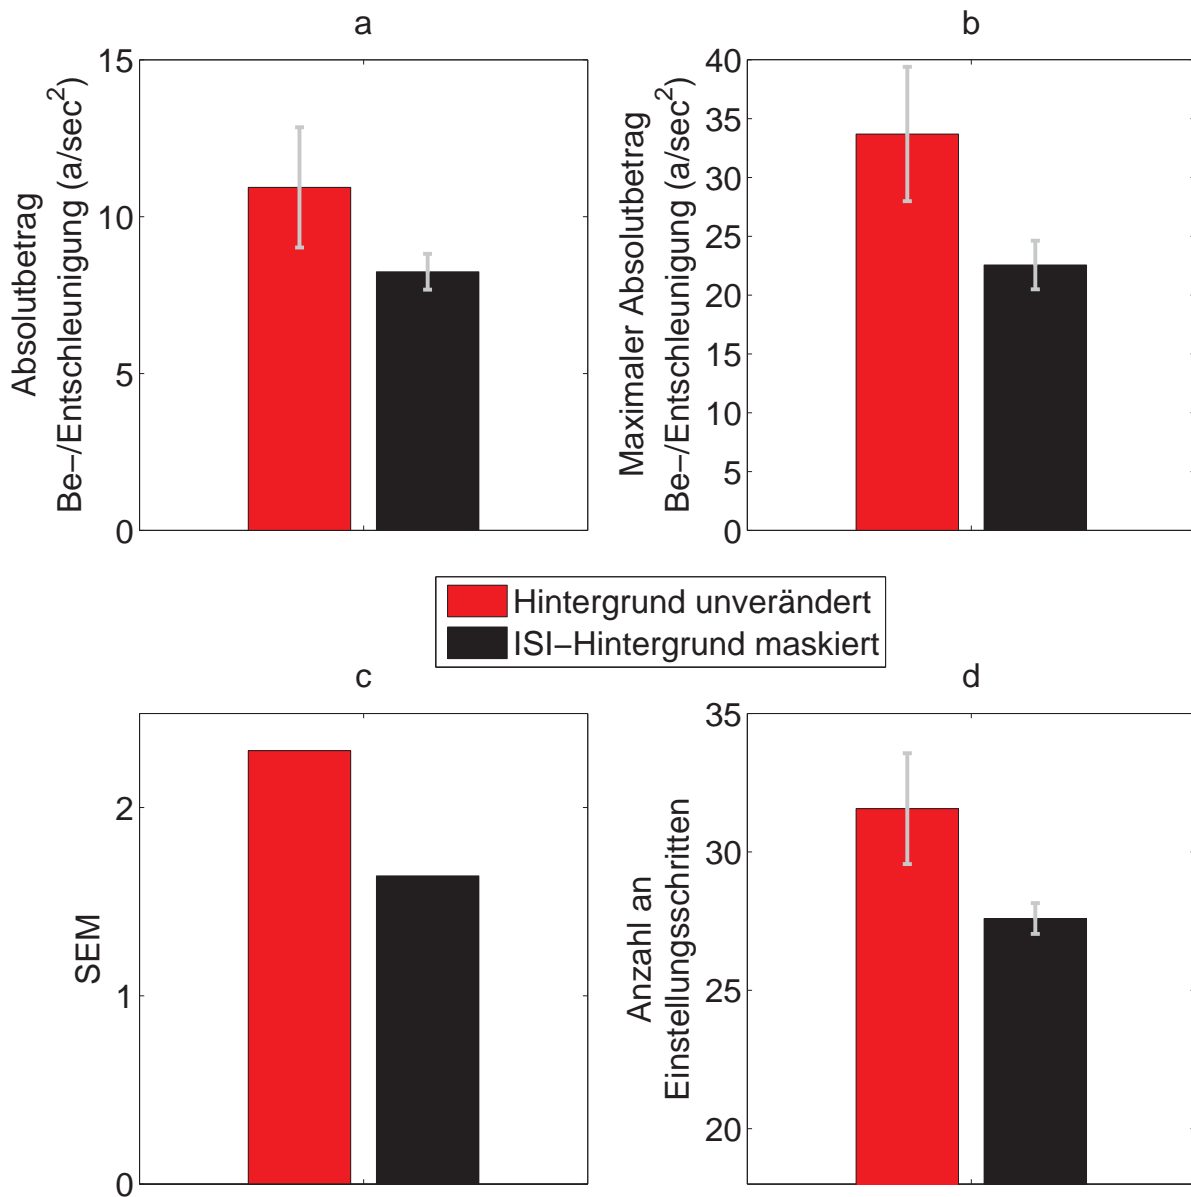 a
15
10
5
0
Absolutbetrag
Be–/Entschleunigung (a/sec²)
b
40
35
30
25
20
15
10
5
0
Maximaler Absolutbetrag
Be–/Entschleunigung (a/sec²)
Hintergrund unverändert
ISI–Hintergrund maskiert
c
2
1
0
SEM
d
35
30
25
20
Anzahl an
Einstellungsschritten